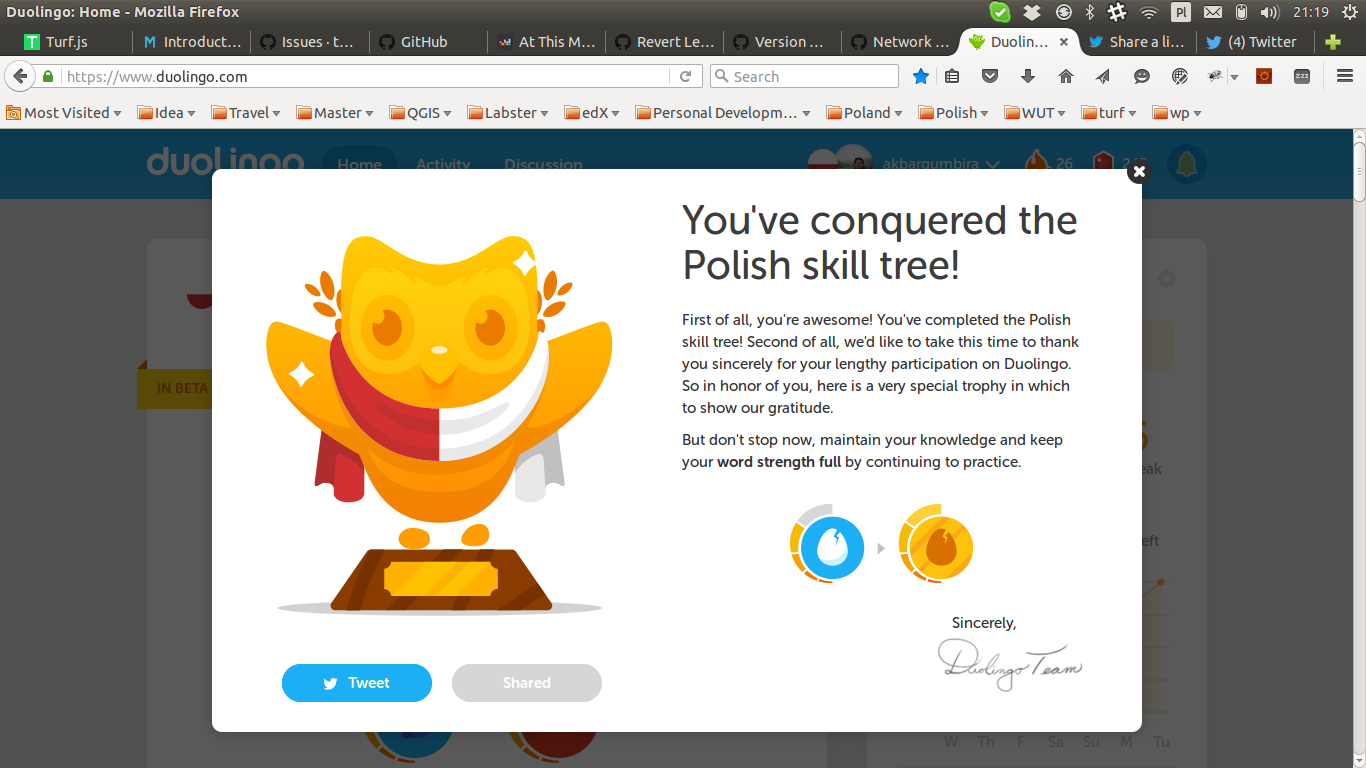 Duolingo: Home - Mozilla Firefox
Pl
21:19
T Turf.js
M Introduct...
Issues · t...
GitHub
At This M...
Revert Le...
Version ...
Network ...
Duolin...
Share a li...
(4) Twitter
https://www.duolingo.com
Search
zzz
Most Visited
Idea
Travel
Master
QGIS
Labster
edX
Personal Developm...
Poland
Polish
WUT
turf
wp
duolingo
Home
Activity
Discussion
akbargumbira
26
IN BETA
You've conquered the
Polish skill tree!
First of all, you're awesome! You've completed the Polish
skill tree! Second of all, we'd like to take this time to thank
you sincerely for your lengthy participation on Duolingo.
So in honor of you, here is a very special trophy in which
to show our gratitude.
But don't stop now, maintain your knowledge and keep
your word strength full by continuing to practice.
eak
eft
Sincerely,
Duolingo Team
Tweet
Shared
W Th F Sa Su M Tu